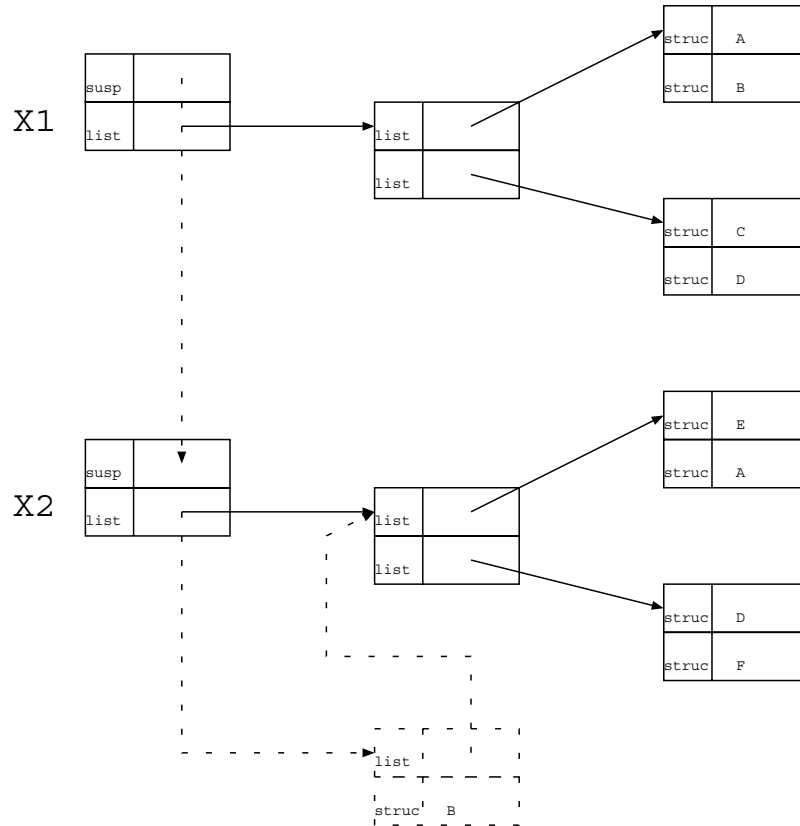 struc A
struc B
susp
X1
list
list
list
struc C
struc D
struc E
struc A
susp
X2
list
list
list
struc D
struc F
list
struc B